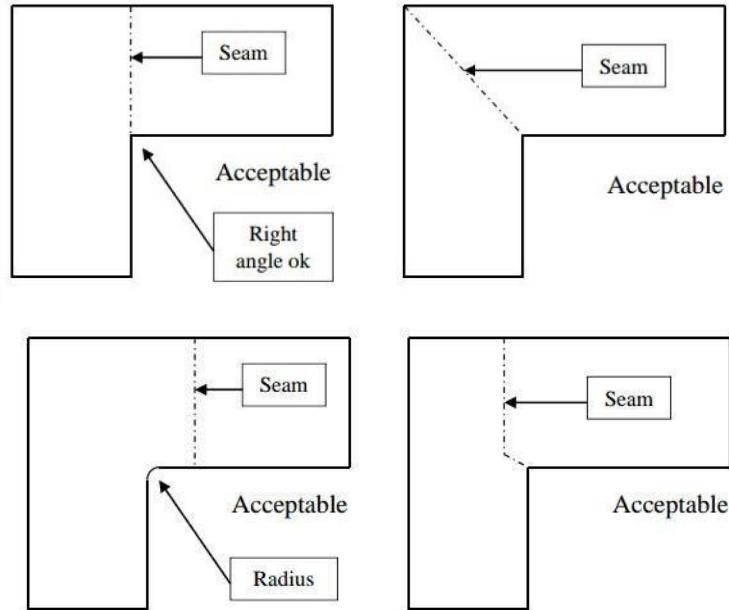 Seam
Seam
Acceptable
Acceptable
Right
angle ok
Seam
Seam
Acceptable
Acceptable
Radius